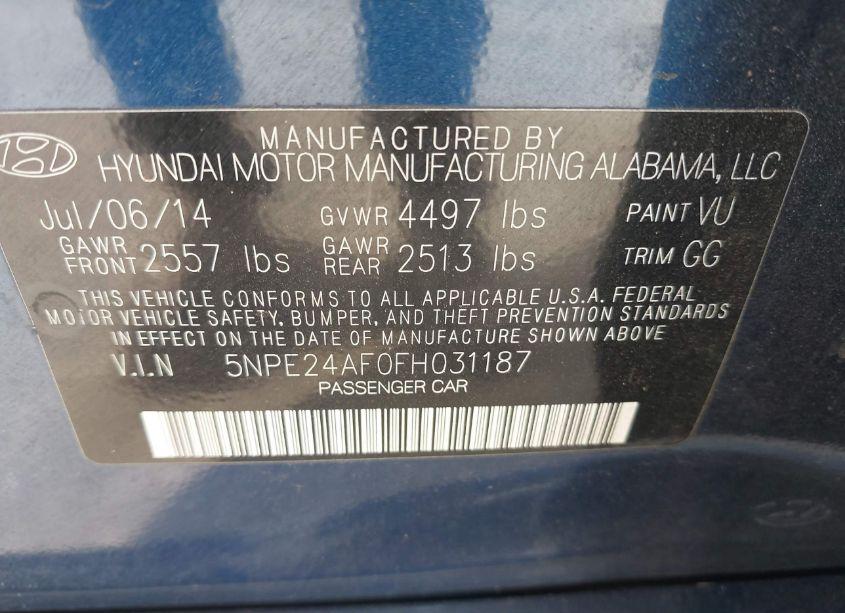 MANUFACTURED BY
HYUNDAI MOTOR MANUFACTURING ALABAMA, LLC
Jul/06/14 GVWR 4497 lbs PAINT VU
GAWR FRONT 2557 lbs GAWR REAR 2513 lbs TRIM GG
THIS VEHICLE CONFORMS TO ALL APPLICABLE U.S.A. FEDERAL
MOTOR VEHICLE SAFETY, BUMPER, AND THEFT PREVENTION STANDARDS
IN EFFECT ON THE DATE OF MANUFACTURE SHOWN ABOVE
V.I.N 5NPE24AF0FH031187
PASSENGER CAR